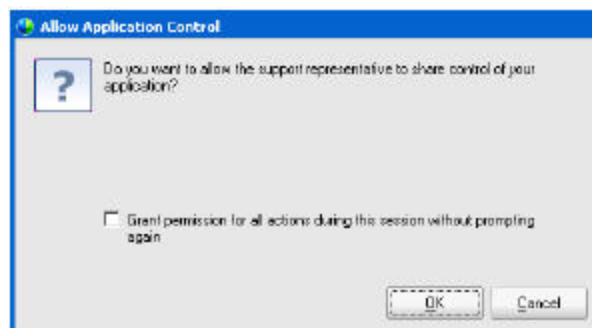 Allow Application Control
Do you want to allow the support representative to share control of your
application?
Grant permission for all actions during this session without prompting
again
OK
Cancel